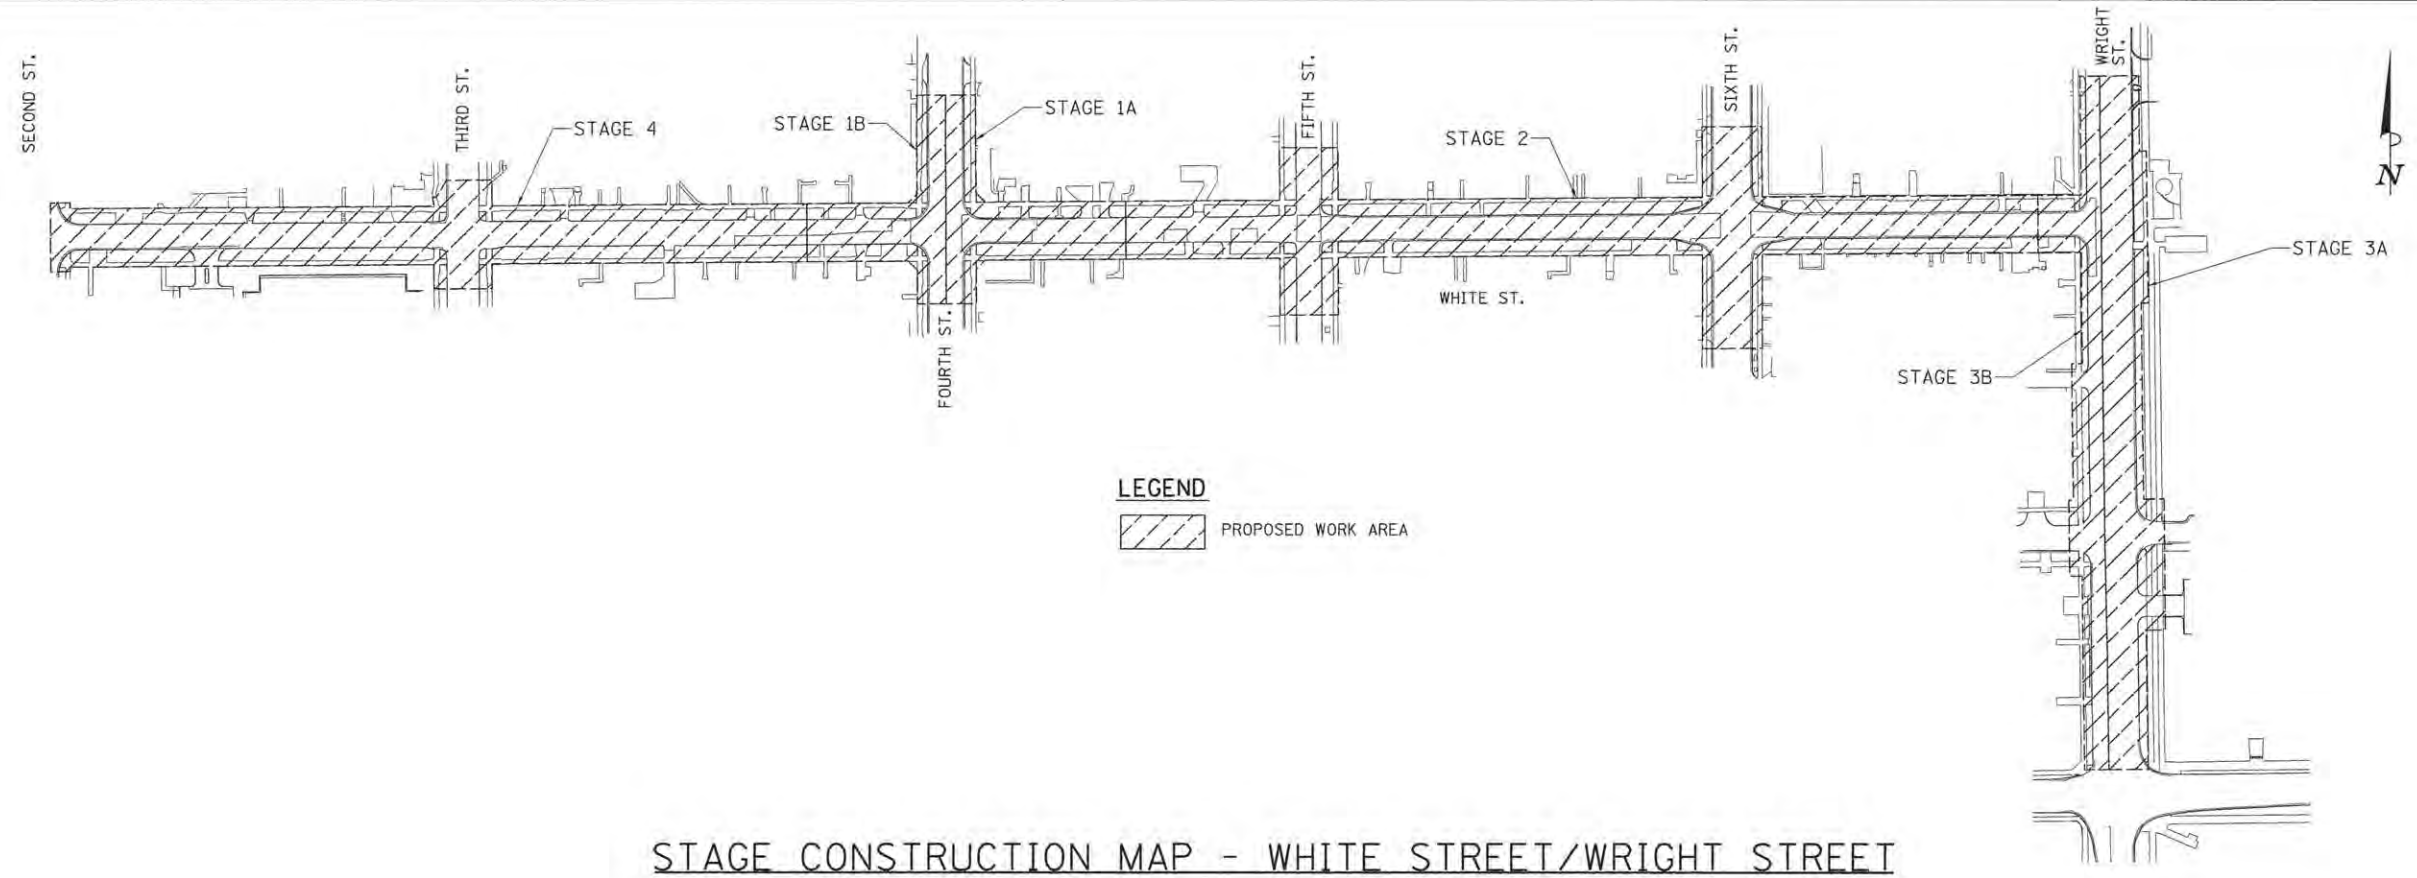 SECOND ST.
THIRD ST.
STAGE 4
STAGE 1B
STAGE 1A
FOURTH ST.
FIFTH ST.
STAGE 2
SIXTH ST.
WRIGHT
ST.
N
WHITE ST.
STAGE 3A
STAGE 3B
LEGEND
PROPOSED WORK AREA
STAGE CONSTRUCTION MAP - WHITE STREET/WRIGHT STREET